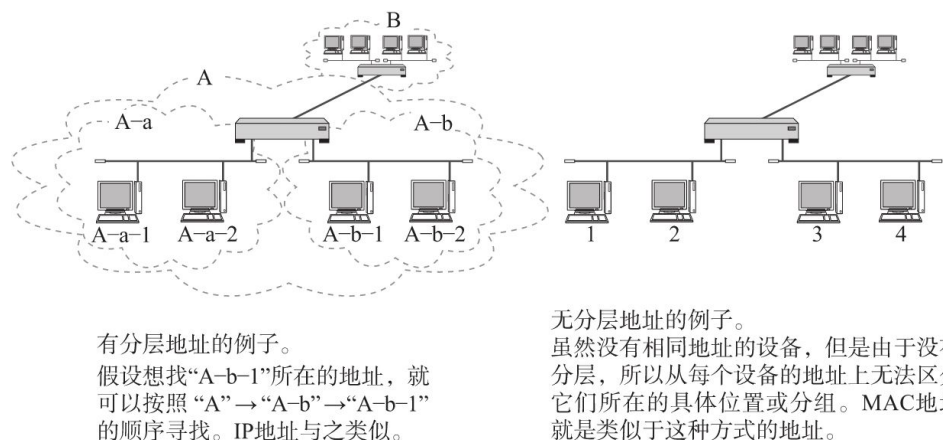 B
A
A-a
A-b
A-a-1 A-a-2 A-b-1 A-b-2
1 2 3 4
有分层地址的例子。
假设想找“A-b-1”所在的地址，就
可以按照 “A”→“A-b”→“A-b-1”
的顺序寻找。IP地址与之类似。
无分层地址的例子。
虽然没有相同地址的设备，但是由于没
分层，所以从每个设备的地址上无法区
它们所在的具体位置或分组。MAC地
就是类似于这种方式的地址。